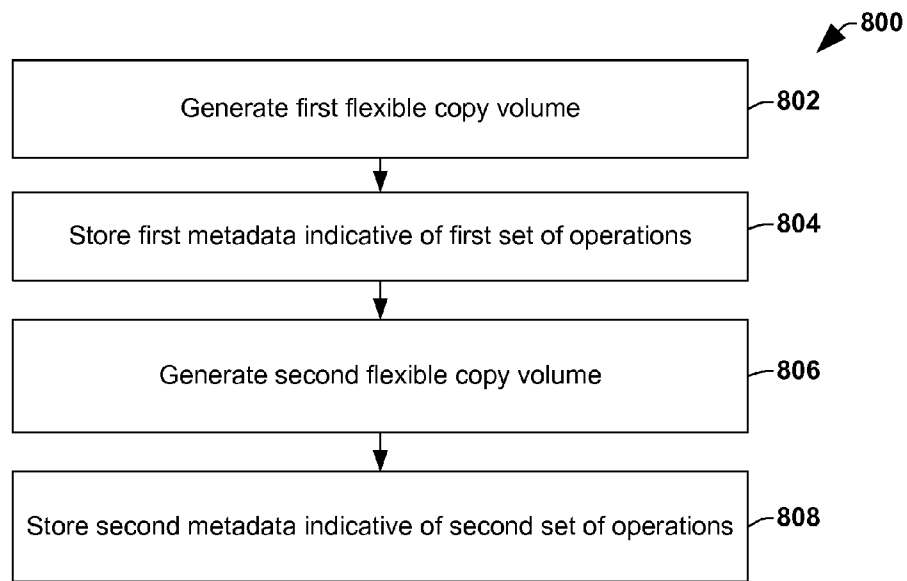 800
Generate first flexible copy volume
802
Store first metadata indicative of first set of operations
804
Generate second flexible copy volume
806
Store second metadata indicative of second set of operations
808